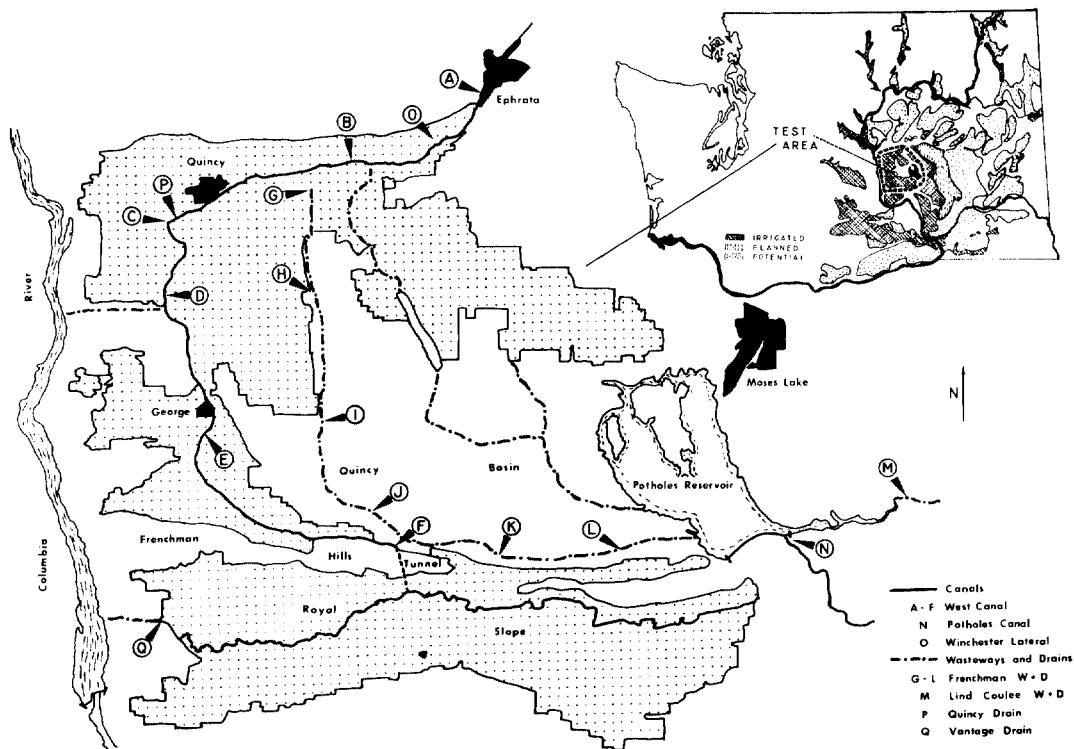 A
Ephrata
B
O
Quincy
P
G
C
TEST
AREA
IRRIGATED
PLANNED
POTENTIAL
River
H
D
Moses Lake
N
George
I
E
Quincy
Basin
Potholes Reservoir
M
J
F
K
L
N
Frenchman
Hills
Tunnel
Columbia
Royal
Slope
Q
Canals
A - F West Canal
N Potholes Canal
O Winchester Lateral
Wasteways and Drains
G - L Frenchman W + D
M Lind Coulee W + D
P Quincy Drain
Q Vantage Drain